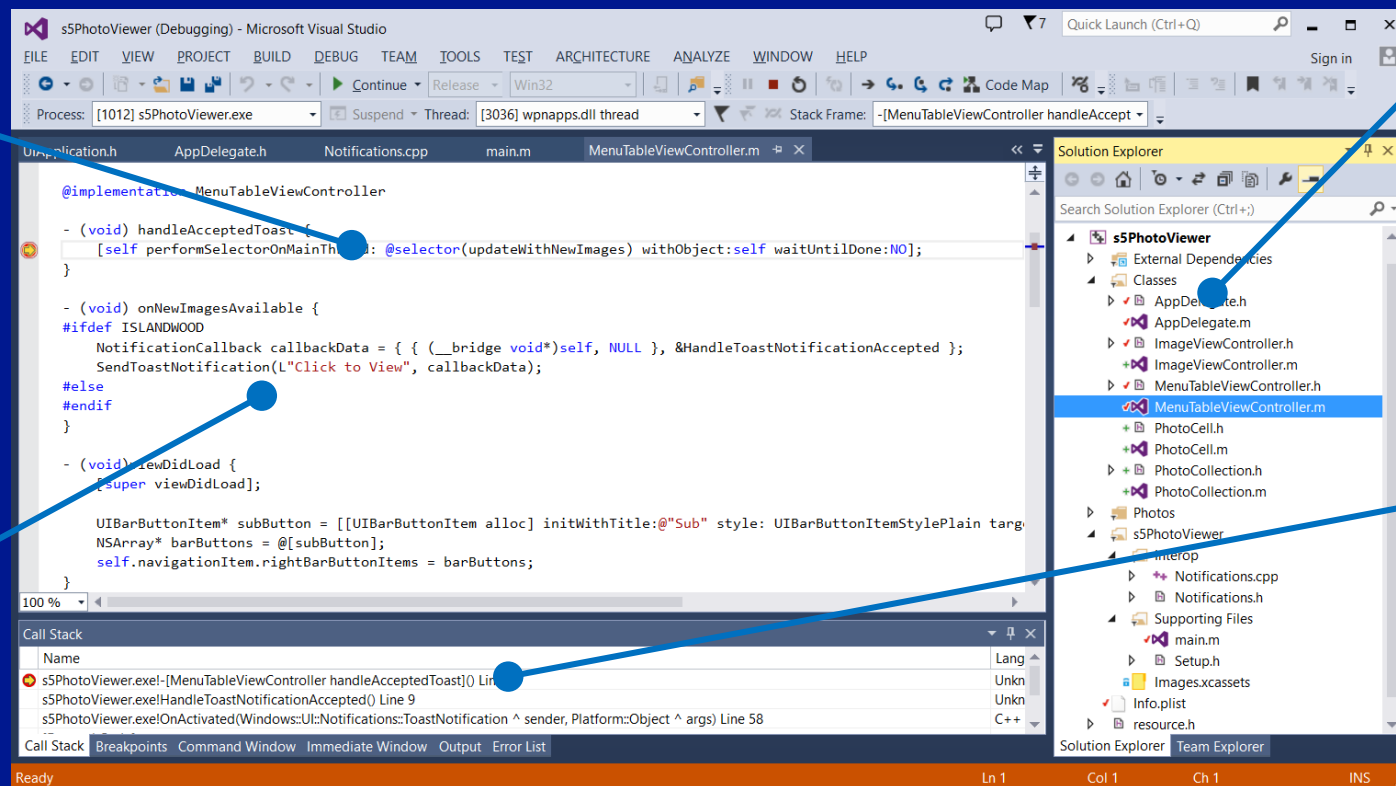 s5PhotoViewer (Debugging) - Microsoft Visual Studio
7
Quick Launch (Ctrl+Q)
FILE EDIT VIEW PROJECT BUILD DEBUG TEAM TOOLS TEST ARCHITECTURE ANALYZE WINDOW HELP
Sign in
Continue Release Win32 Code Map
Process: [1012] s5PhotoViewer.exe Suspend Thread: [3036] wpnapps.dll thread Stack Frame: -[MenuTableViewController handleAccept
UIApplication.h AppDelegate.h Notifications.cpp main.m MenuTableViewController.m
@implementation MenuTableViewController
- (void) handleAcceptedToast {
[self performSelectorOnMainThread: @selector(updateWithNewImages) withObject:self waitUntilDone:NO];
}
- (void) onNewImagesAvailable {
#ifdef ISLANDWOOD
NotificationCallback callbackData = { { (__bridge void*)self, NULL }, &HandleToastNotificationAccepted };
SendToastNotification(L"Click to View", callbackData);
#else
#endif
}
- (void)viewDidLoad {
[super viewDidLoad];
UIBarButtonItem* subButton = [[UIBarButtonItem alloc] initWithTitle:@"Sub" style: UIBarButtonItemStylePlain targe
NSArray* barButtons = @[subButton];
self.navigationItem.rightBarButtonItems = barButtons;
}
100 %
Call Stack
Name Lang
s5PhotoViewer.exe!-[MenuTableViewController handleAcceptedToast]() Unkn
s5PhotoViewer.exe!HandleToastNotificationAccepted() Line 9 Unkn
s5PhotoViewer.exe!OnActivated(Windows::UI::Notifications::ToastNotification ^ sender, Platform::Object ^ args) Line 58 C++
Call Stack Breakpoints Command Window Immediate Window Output Error List
Solution Explorer
Search Solution Explorer (Ctrl+;)
s5PhotoViewer
External Dependencies
Classes
AppDelegate.h
AppDelegate.m
ImageViewController.h
ImageViewController.m
MenuTableViewController.h
MenuTableViewController.m
PhotoCell.h
PhotoCell.m
PhotoCollection.h
PhotoCollection.m
Photos
s5PhotoViewer
Interop
Notifications.cpp
Notifications.h
Supporting Files
main.m
Setup.h
Images.xcassets
Info.plist
resource.h
Solution Explorer Team Explorer
Ready Ln 1 Col 1 Ch 1 INS